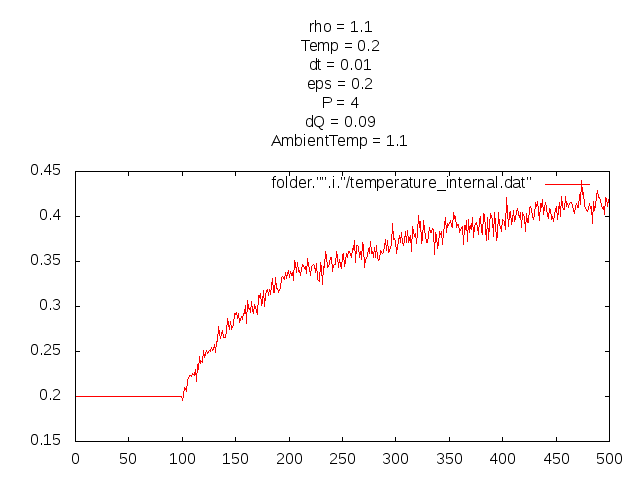 rho = 1.1
Temp = 0.2
dt = 0.01
eps = 0.2
P = 4
dQ = 0.09
AmbientTemp = 1.1
folder."".i."/temperature_internal.dat"
0.45
0.4
0.35
0.3
0.25
0.2
0.15
0 50 100 150 200 250 300 350 400 450 500